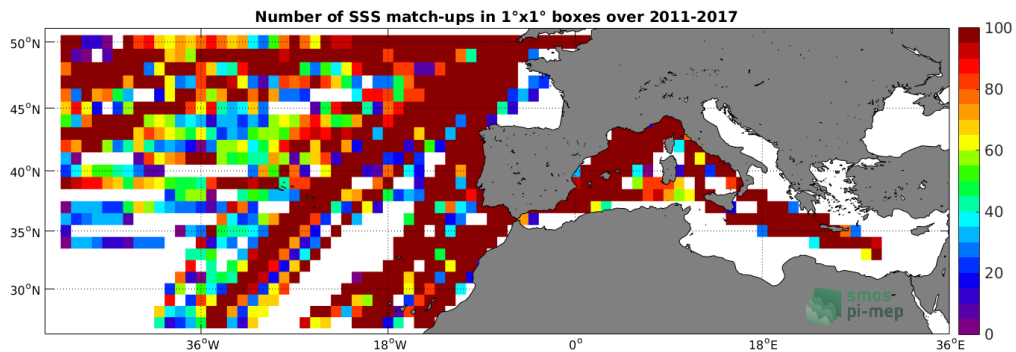 Number of SSS match-ups in 1°x1° boxes over 2011-2017
50°N
45°N
40°N
35°N
30°N
36°W
18°W
0°
18°E
36°E
100
80
60
40
20
0
smos
pi-mep